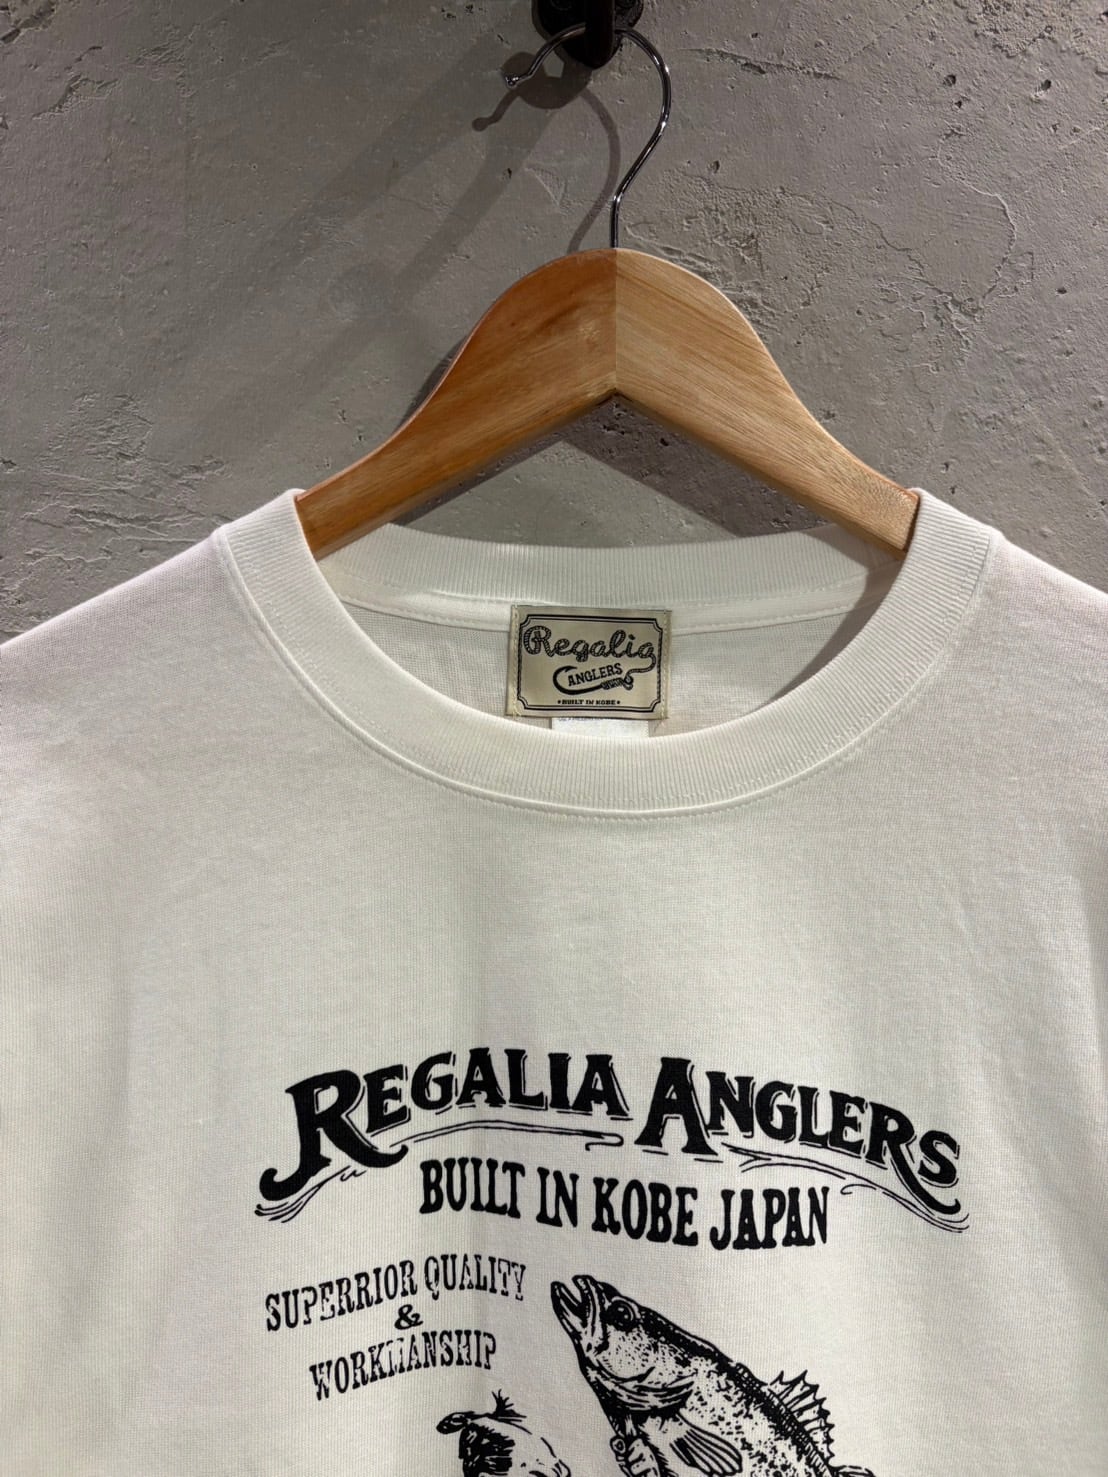 Regalia
ANGLERS
•BUILT IN KOBE•
REGALIA ANGLERS
BUILT IN KOBE JAPAN
SUPERRIOR QUALITY
&
WORKMANSHIP